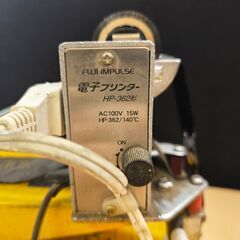 FUJI IMPULSE
電子プリンター
HP-362形
AC100V 15W
HP-362/140℃
ON